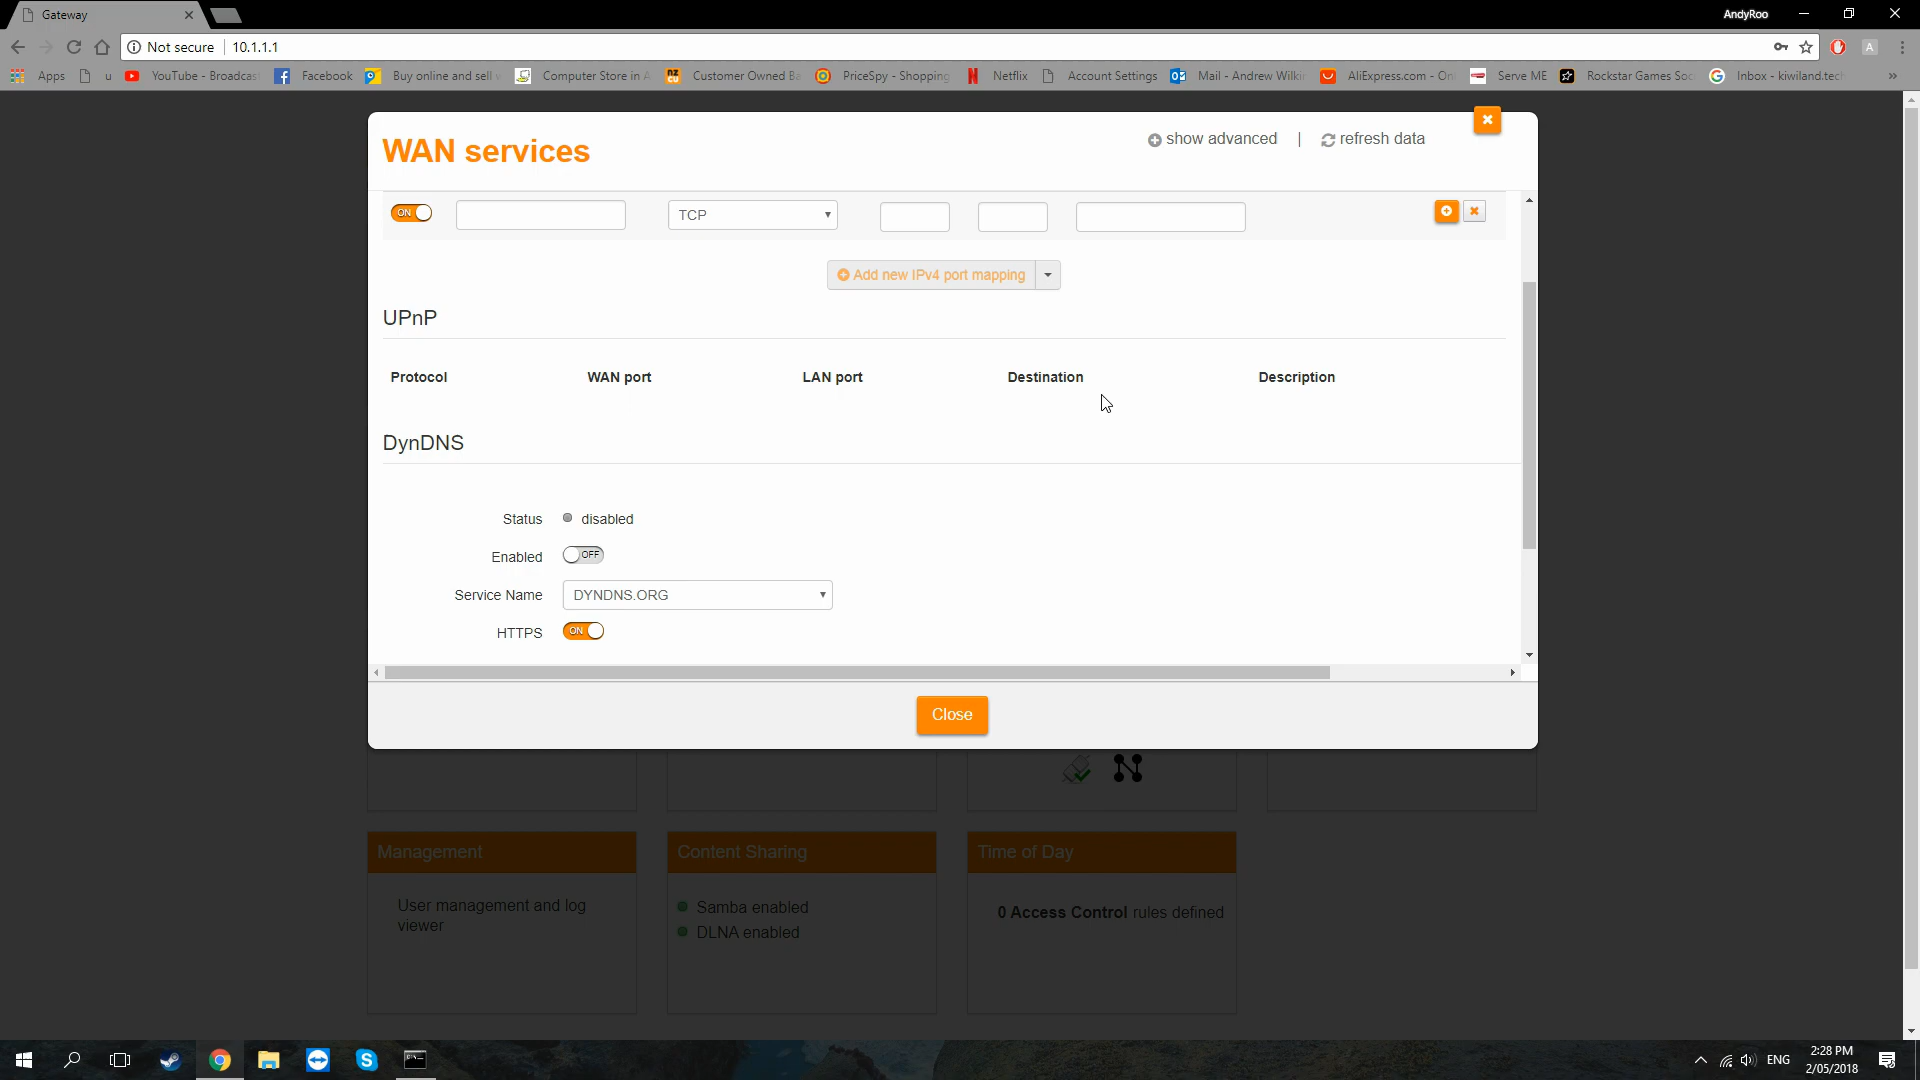 Gateway
AndyRoo
Not secure 10.1.1.1
Apps u YouTube - Broadcast Facebook Buy online and sell Computer Store in A Customer Owned Ba PriceSpy - Shopping Netflix Account Settings Mail - Andrew Wilki AliExpress.com - On Serve ME Rockstar Games Soc Inbox - kiwiland.tech »
WAN services
show advanced | refresh data
ON TCP
Add new IPv4 port mapping
UPnP
Protocol WAN port LAN port Destination Description
DynDNS
Status disabled
Enabled OFF
Service Name DYNDNS.ORG
HTTPS ON
Close
Management Content Sharing Time of Day
User management and log
viewer
Samba enabled
DLNA enabled
0 Access Control rules defined
ENG
2:28 PM
2/05/2018